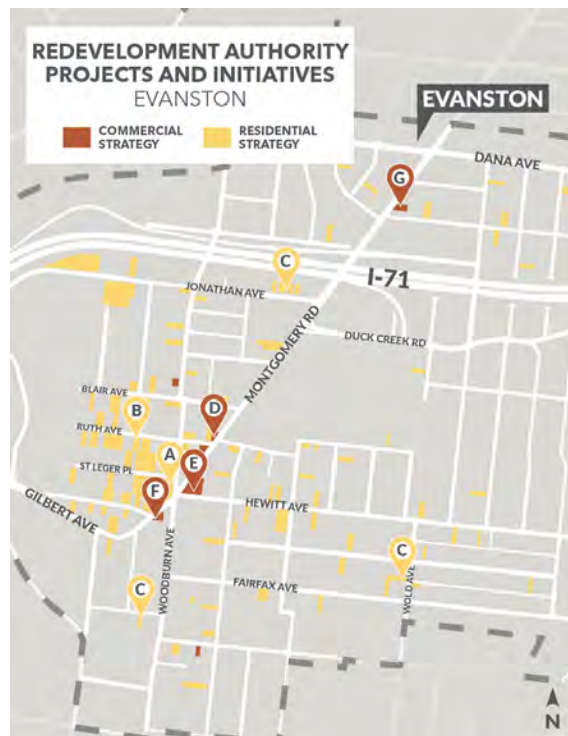 REDEVELOPMENT AUTHORITY
PROJECTS AND INITIATIVES
EVANSTON
COMMERCIAL
STRATEGY
RESIDENTIAL
STRATEGY
EVANSTON
DANA AVE
G
C
I-71
JONATHAN AVE
MONTGOMERY RD
DUCK CREEK RD
BLAIR AVE
B
D
RUTH AVE
A
ST LEGER PL
E
F
HEWITT AVE
GILBERT AVE
WOODBURN AVE
C
WOLD AVE
FAIRFAX AVE
C
N